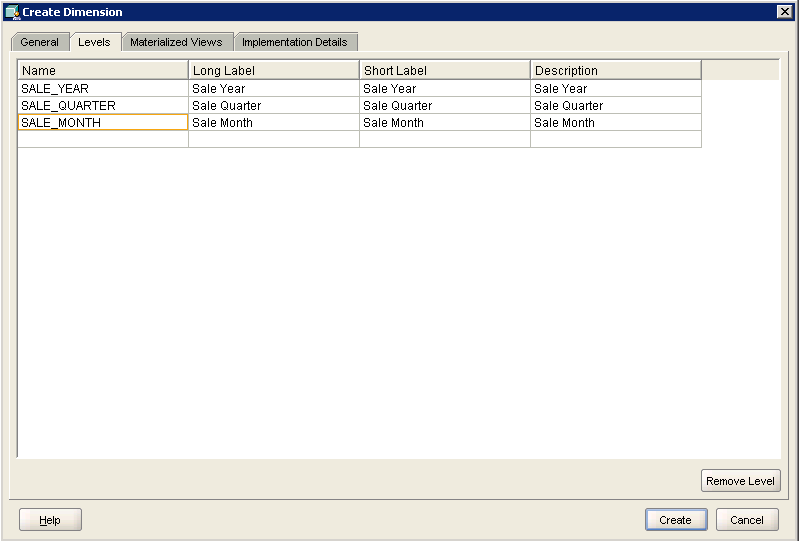 Create Dimension
General Levels Materialized Views Implementation Details
Name Long Label Short Label Description
SALE_YEAR Sale Year Sale Year Sale Year
SALE_QUARTER Sale Quarter Sale Quarter Sale Quarter
SALE_MONTH Sale Month Sale Month Sale Month
Remove Level
Help Create Cancel